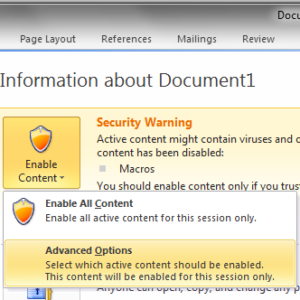 Docu
Page Layout References Mailings Review
Information about Document1
Security Warning
Active content might contain viruses and o
content has been disabled:
Macros
You should enable content only if you trus
Enable
Content
Enable All Content
Enable all active content for this session only.
Advanced Options
Select which active content should be enabled.
This content will be enabled for this session only.
Anyone can open, copy, and change any p